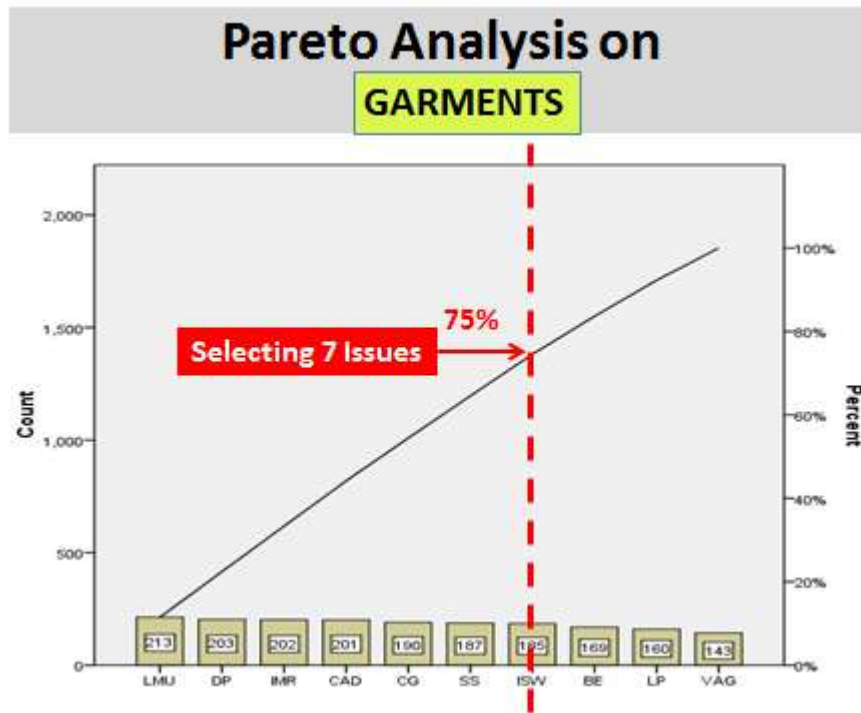 Pareto Analysis on
GARMENTS
2,000
1,500
1,000
500
0
Count
75%
Selecting 7 Issues
100%
80%
60%
40%
20%
0%
Percent
213 203 202 201 190 187 185 169 160 143
LMU DP IMR CAD CG SS ISW BE LP VAG